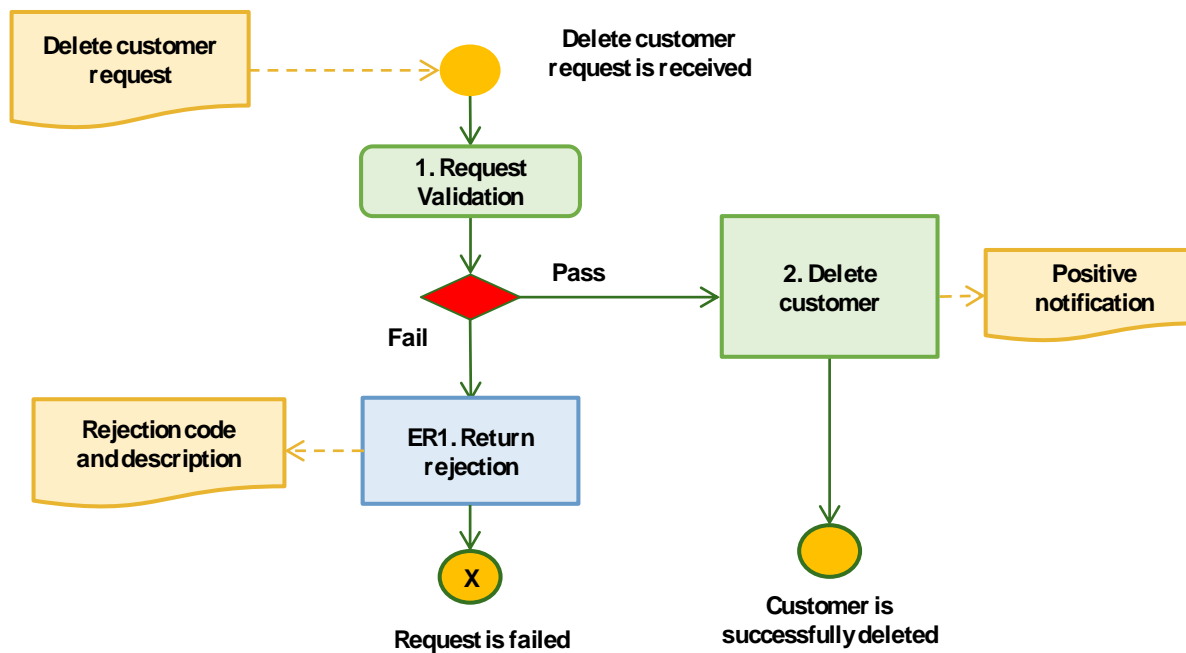 Delete customer
request
Delete customer
request is received
1. Request
Validation
Pass
2. Delete
customer
Positive
notification
Fail
Rejection code
and description
ER1. Return
rejection
X
Request is failed
Customer is
successfully deleted